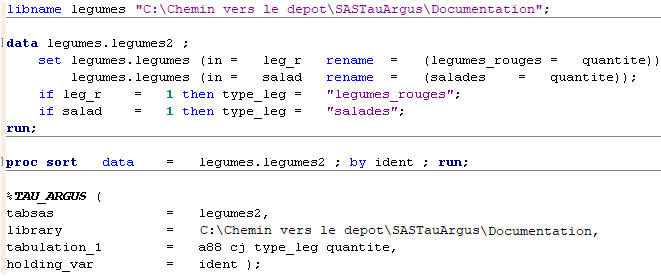 libname legumes "C:\Chemin vers le depot\SASTauArgus\Documentation";
data legumes.legumes2 ;
set legumes.legumes (in = leg_r rename = (legumes_rouges = quantite))
legumes.legumes (in = salad rename = (salades = quantite));
if leg_r = 1 then type_leg = "legumes_rouges";
if salad = 1 then type_leg = "salades";
run;
proc sort data = legumes.legumes2 ; by ident ; run;
%TAU_ARGUS (
tabsas = legumes2,
library = C:\Chemin vers le depot\SASTauArgus\Documentation,
tabulation_1 = a88 cj type_leg quantite,
holding_var = ident );